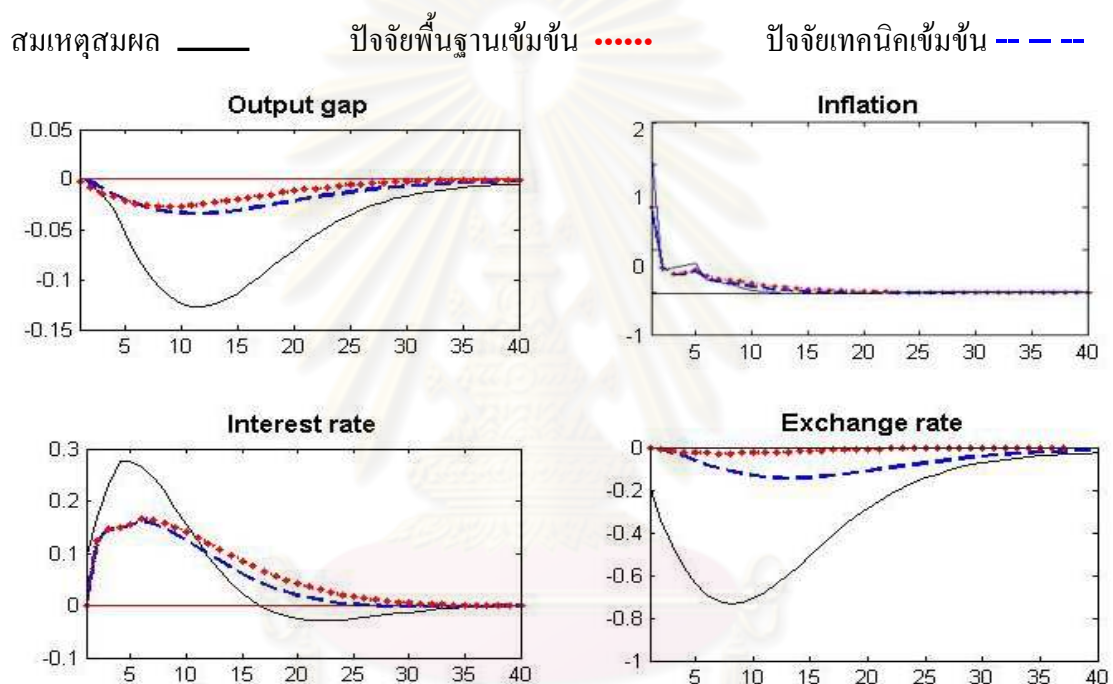 สมเหตุสมผล ปัจจัยพื้นฐานเข้มข้น ปัจจัยเทคนิคเข้มข้น
Output gap
0.05
0
-0.05
-0.1
-0.15
5 10 15 20 25 30 35 40
Inflation
2
1
0
-1
5 10 15 20 25 30 35 40
Interest rate
0.3
0.2
0.1
0
-0.1
5 10 15 20 25 30 35 40
Exchange rate
0
-0.2
-0.4
-0.6
-0.8
-1
5 10 15 20 25 30 35 40